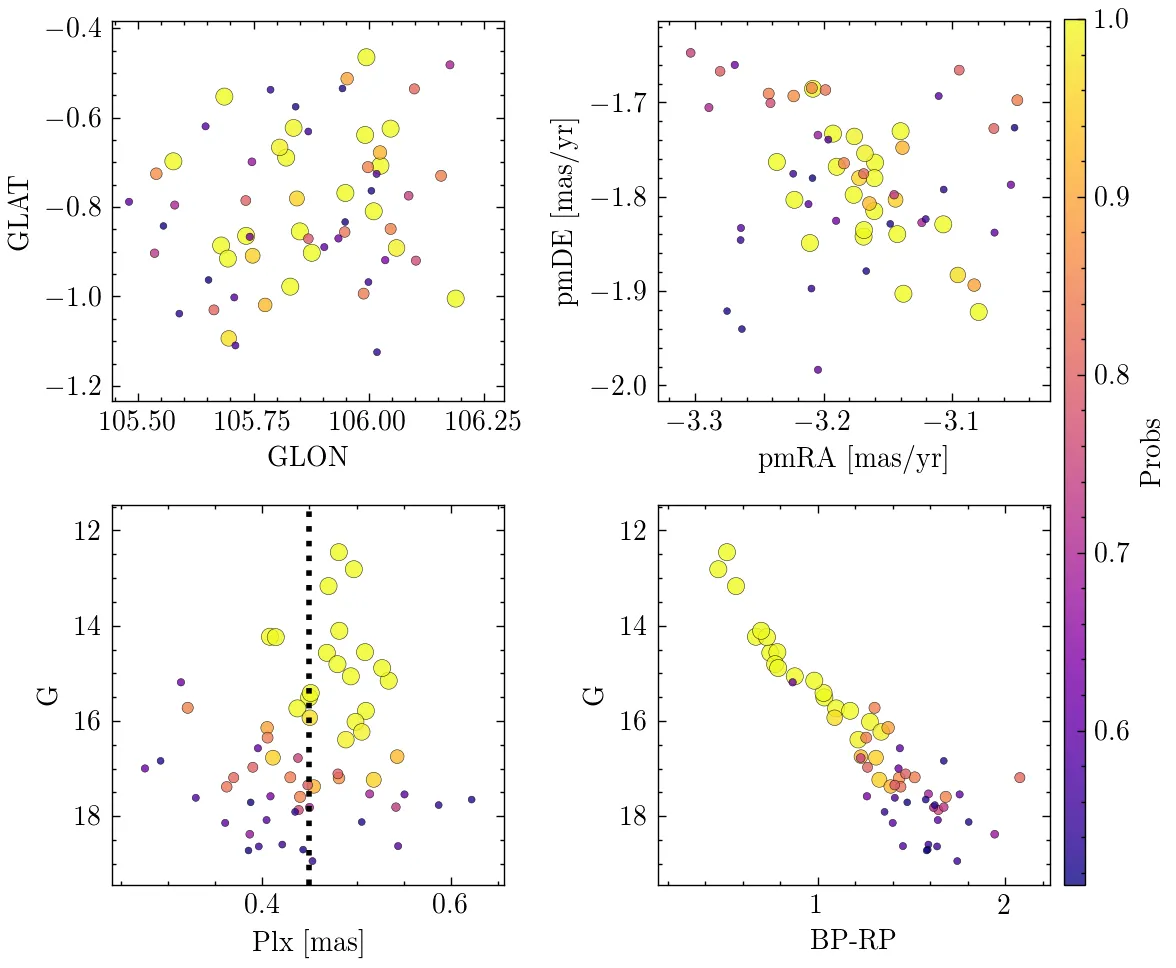 −0.4
−0.6
−0.8
−1.0
−1.2
GLAT
105.50 105.75 106.00 106.25
GLON
−1.7
−1.8
−1.9
−2.0
pmDE [mas/yr]
−3.3 −3.2 −3.1
pmRA [mas/yr]
12
14
16
18
G
0.4 0.6
Plx [mas]
12
14
16
18
G
1 2
BP-RP
1.0
0.9
0.8
0.7
0.6
Probs